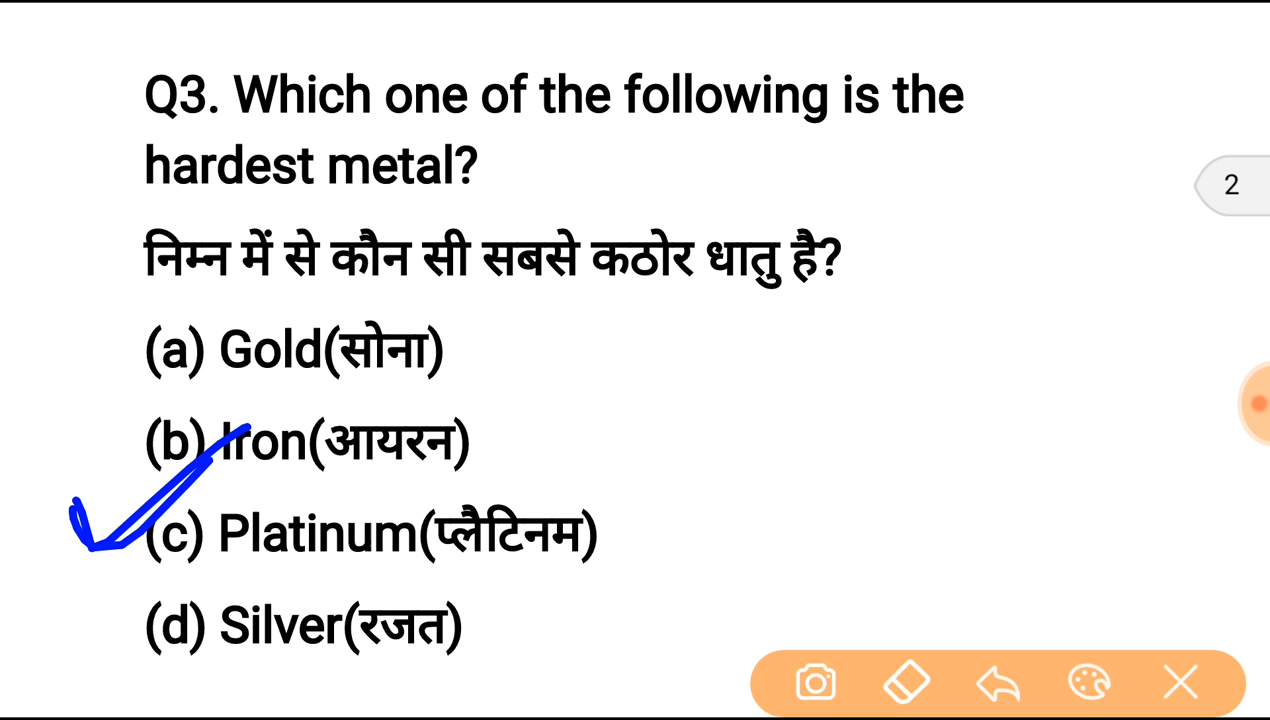 Q3. Which one of the following is the
hardest metal?
2
निम्न में से कौन सी सबसे कठोर धातु है?
(a) Gold(सोना)
(b) Iron(आयरन)
(c) Platinum(प्लैटिनम)
(d) Silver(रजत)